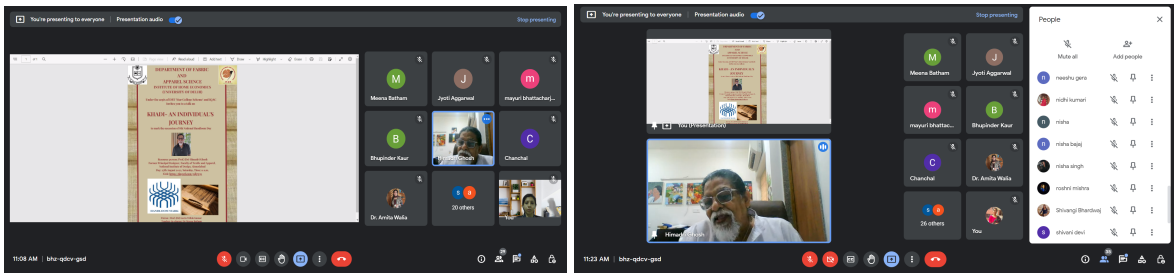 You're presenting to everyone
Presentation audio
Stop presenting
DEPARTMENT OF FABRIC
AND
APPAREL SCIENCE
INSTITUTE OF HOME ECONOMICS
UNIVERSITY OF DELHI
KHADI- AN INDIVIDUAL'S
JOURNEY
M
Meena Batham
J
Jyoti Aggarwal
m
mayuri bhattacharj...
B
Bhupinder Kaur
Himadri Ghosh
C
Chanchal
Dr. Amita Walia
S
B
20 others
You
11:08 AM
bhz-qdcv-gsd
You're presenting to everyone
Presentation audio
Stop presenting
You (Presentation)
Himadri Ghosh
M
Meena Batham
J
Jyoti Aggarwal
m
mayuri bhattac...
B
Bhupinder Kaur
C
Chanchal
Dr. Amita Walia
S
B
26 others
You
11:23 AM
bhz-qdcv-gsd
People
Mute all
Add people
n
neeshu gera
nidhi kumari
n
nisha
n
nisha bajaj
nisha singh
roshni mishra
Shivangi Bhardwaj
s
shivani devi